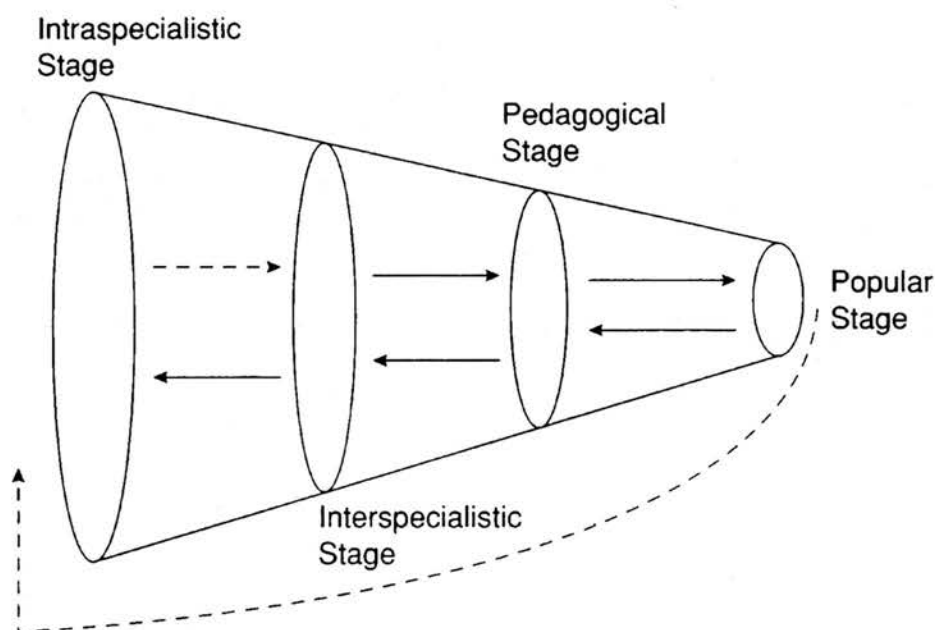 Intraspecialistic
Stage
Pedagogical
Stage
Popular
Stage
Interspecialistic
Stage